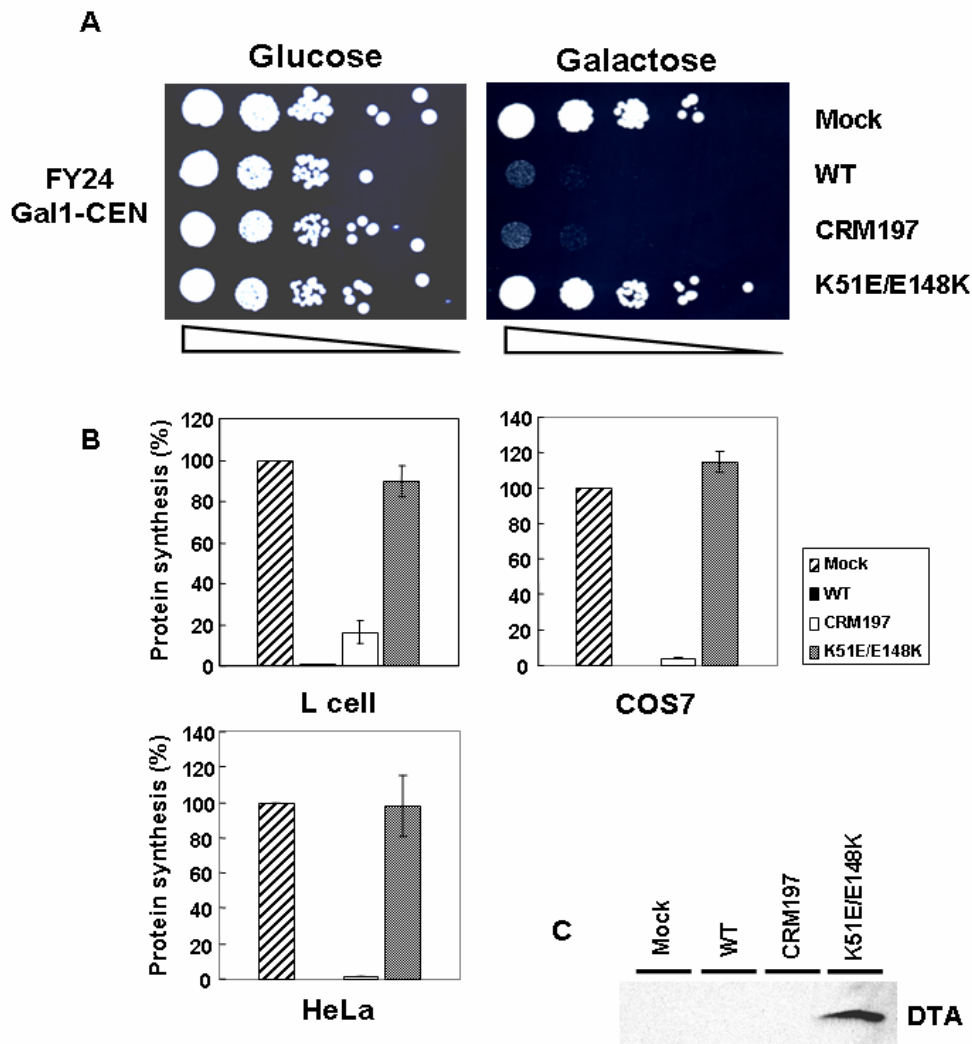 A
Glucose
Galactose
FY24
Gal1-CEN
Mock
WT
CRM197
K51E/E148K
B
Protein synthesis (%)
120
100
80
60
40
20
0
L cell
140
120
100
80
60
40
20
0
COS7
Mock
WT
CRM197
K51E/E148K
Protein synthesis (%)
140
120
100
80
60
40
20
0
HeLa
C
Mock
WT
CRM197
K51E/E148K
DTA